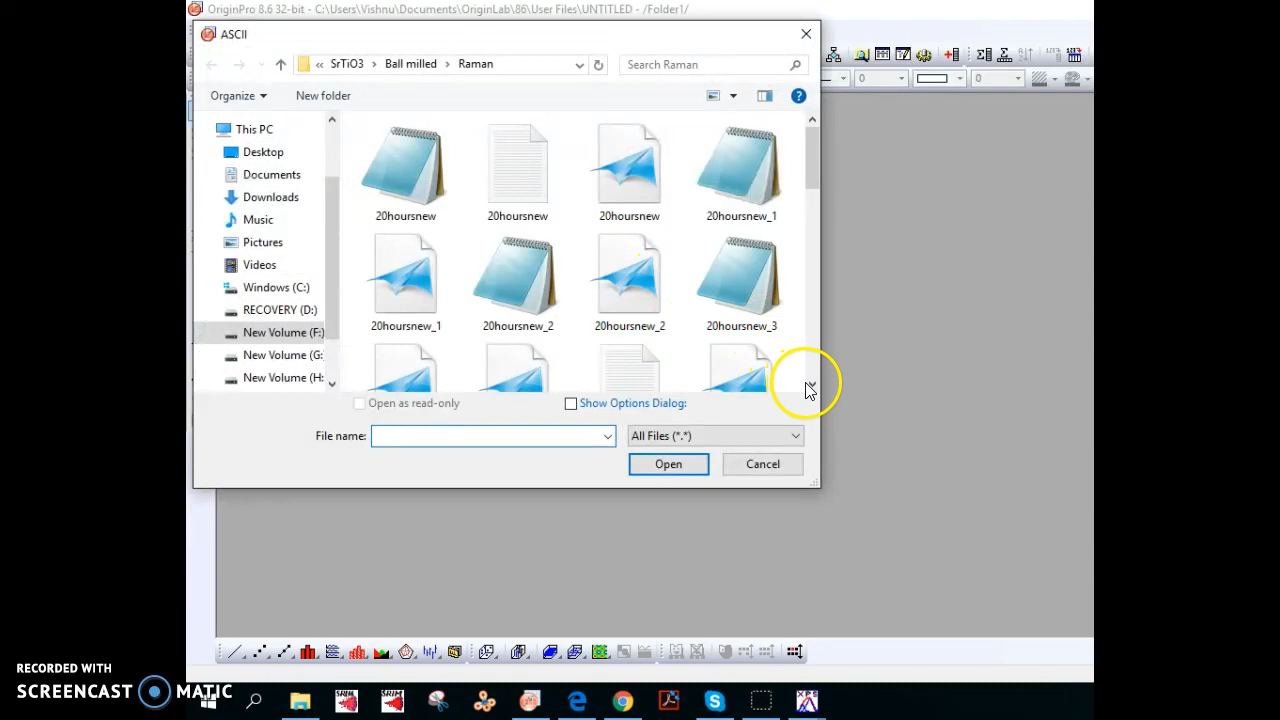 OriginPro 8.6 32-bit - C:\Users\Vishnu\Documents\OriginLab\86\User Files\UNTITLED - /Folder1/
ASCII
« SrTiO3 Ball milled Raman
Search Raman
Organize
New folder
This PC
Desktop
Documents
Downloads
Music
Pictures
Videos
Windows (C:)
RECOVERY (D:)
New Volume (F:)
New Volume (G:
New Volume (H:
20hoursnew
20hoursnew
20hoursnew
20hoursnew_1
20hoursnew_1
20hoursnew_2
20hoursnew_2
20hoursnew_3
Open as read-only
Show Options Dialog:
File name:
All Files (*.*)
Open
Cancel
0
0
RECORDED WITH
SCREENCAST MATIC